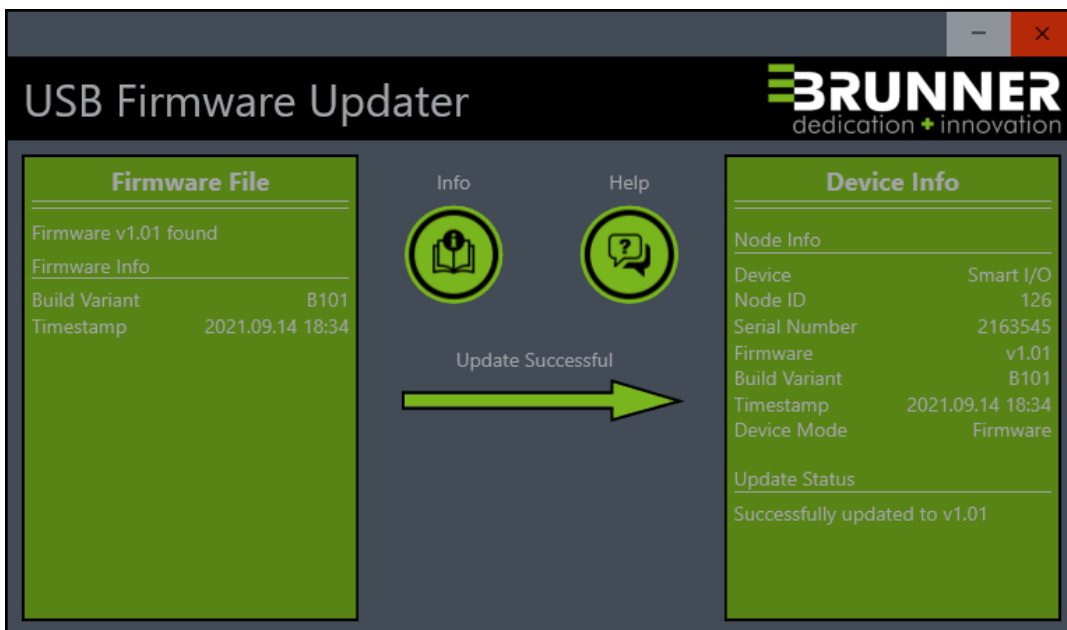 USB Firmware Updater
BRUNNER
dedication + innovation
Firmware File
Firmware v1.01 found
Firmware Info
Build Variant B101
Timestamp 2021.09.14 18:34
Info
Help
Update Successful
Device Info
Node Info
Device Smart I/O
Node ID 126
Serial Number 2163545
Firmware v1.01
Build Variant B101
Timestamp 2021.09.14 18:34
Device Mode Firmware
Update Status
Successfully updated to v1.01